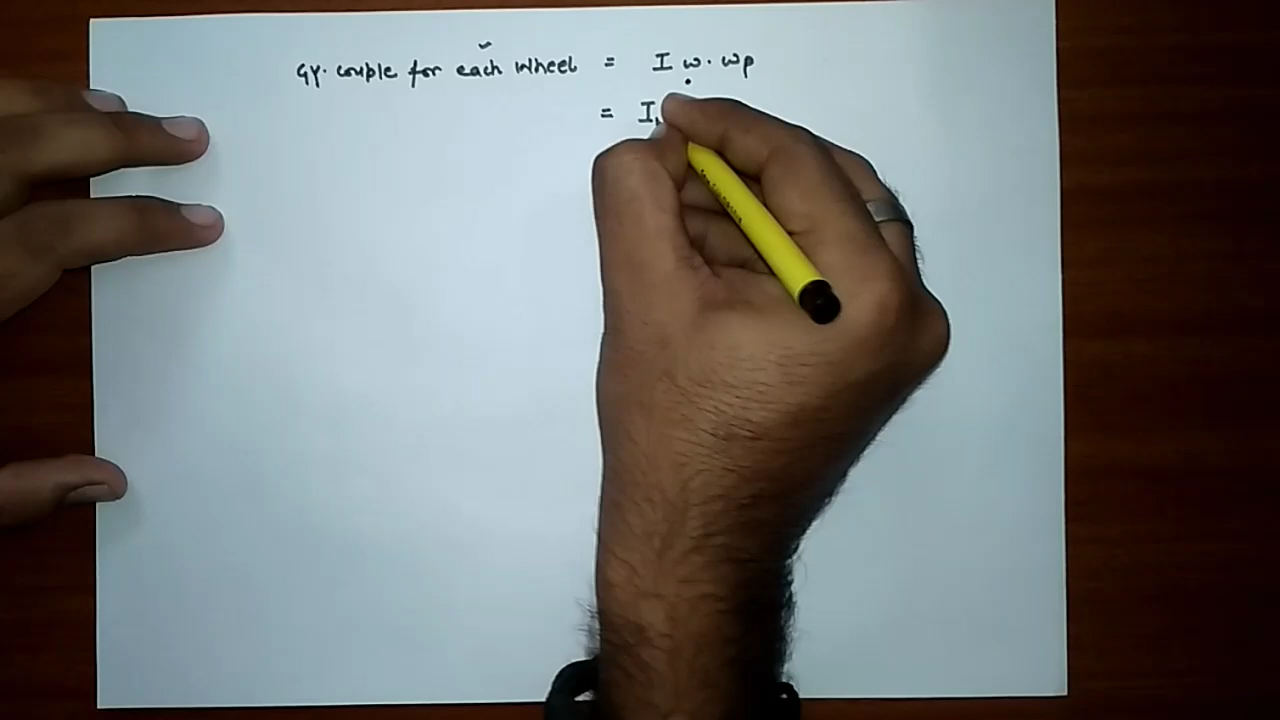 Gy. couple for each wheel = I ω. ωp
= I